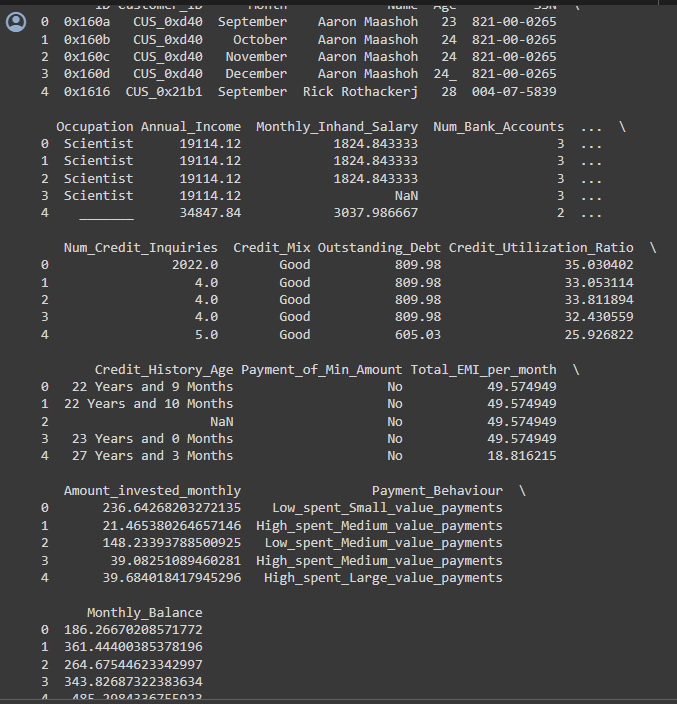 ID Customer_ID Month Name Age SSN \
0 0x160a CUS_0xd40 September Aaron Maashoh 23 821-00-0265
1 0x160b CUS_0xd40 October Aaron Maashoh 24 821-00-0265
2 0x160c CUS_0xd40 November Aaron Maashoh 24 821-00-0265
3 0x160d CUS_0xd40 December Aaron Maashoh 24_ 821-00-0265
4 0x1616 CUS_0x21b1 September Rick Rothackerj 28 004-07-5839
Occupation Annual_Income Monthly_Inhand_Salary Num_Bank_Accounts ... \
0 Scientist 19114.12 1824.843333 3 ...
1 Scientist 19114.12 1824.843333 3 ...
2 Scientist 19114.12 1824.843333 3 ...
3 Scientist 19114.12 NaN 3 ...
4 _______ 34847.84 3037.986667 2 ...
Num_Credit_Inquiries Credit_Mix Outstanding_Debt Credit_Utilization_Ratio \
0 2022.0 Good 809.98 35.030402
1 4.0 Good 809.98 33.053114
2 4.0 Good 809.98 33.811894
3 4.0 Good 809.98 32.430559
4 5.0 Good 605.03 25.926822
Credit_History_Age Payment_of_Min_Amount Total_EMI_per_month \
0 22 Years and 9 Months No 49.574949
1 22 Years and 10 Months No 49.574949
2 NaN No 49.574949
3 23 Years and 0 Months No 49.574949
4 27 Years and 3 Months No 18.816215
Amount_invested_monthly Payment_Behaviour \
0 236.64268203272135 Low_spent_Small_value_payments
1 21.465380264657146 High_spent_Medium_value_payments
2 148.23393788500925 Low_spent_Medium_value_payments
3 39.08251089460281 High_spent_Medium_value_payments
4 39.684018417945296 High_spent_Large_value_payments
Monthly_Balance
0 186.26670208571772
1 361.44400385378196
2 264.67544623342997
3 343.82687322383634
4 485.2984336755923